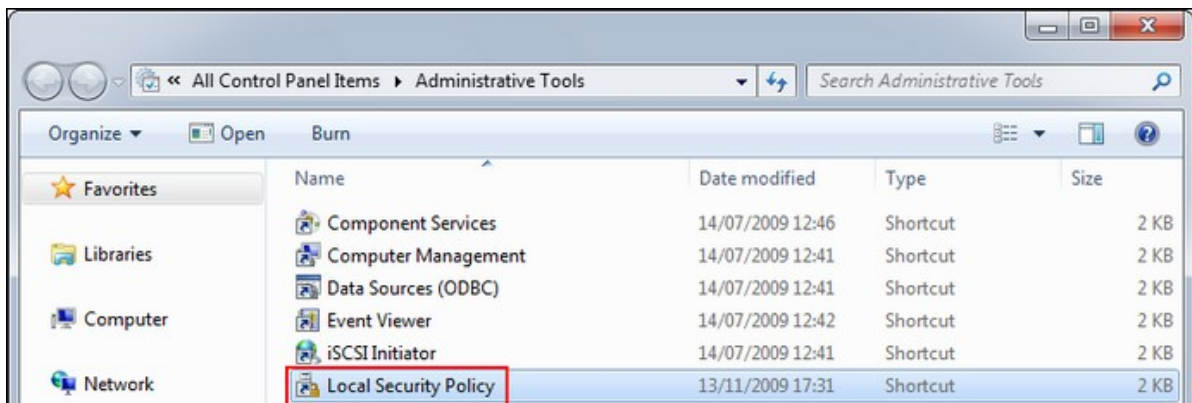 « All Control Panel Items ▸ Administrative Tools Search Administrative Tools
Organize ▼ Open Burn
Favorites
Libraries
Computer
Network
Name Date modified Type Size
Component Services 14/07/2009 12:46 Shortcut 2 KB
Computer Management 14/07/2009 12:41 Shortcut 2 KB
Data Sources (ODBC) 14/07/2009 12:41 Shortcut 2 KB
Event Viewer 14/07/2009 12:42 Shortcut 2 KB
iSCSI Initiator 14/07/2009 12:41 Shortcut 2 KB
Local Security Policy 13/11/2009 17:31 Shortcut 2 KB